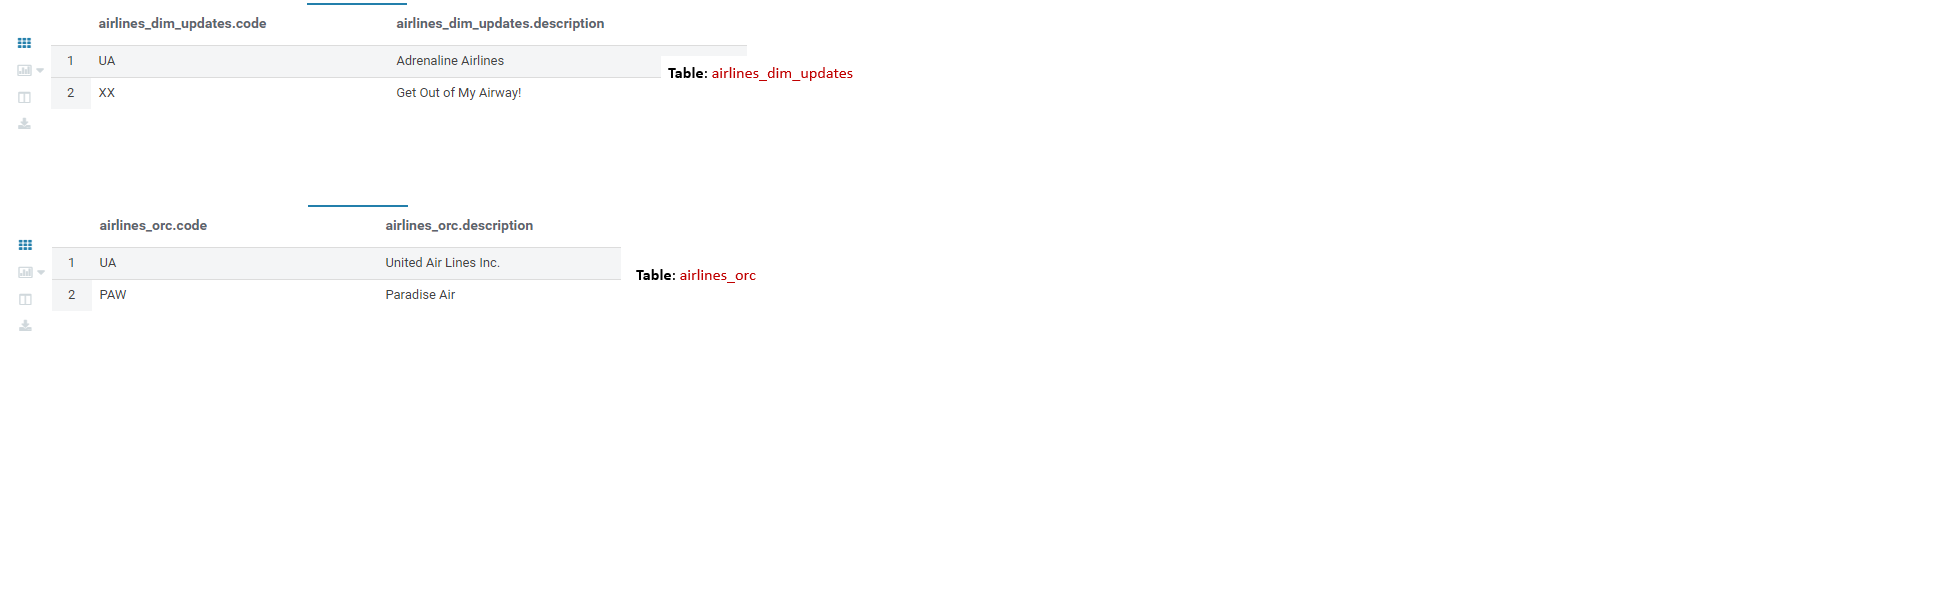 airlines_dim_updates.code airlines_dim_updates.description
1 UA Adrenaline Airlines
Table: airlines_dim_updates
2 XX Get Out of My Airway!
airlines_orc.code airlines_orc.description
1 UA United Air Lines Inc.
Table: airlines_orc
2 PAW Paradise Air